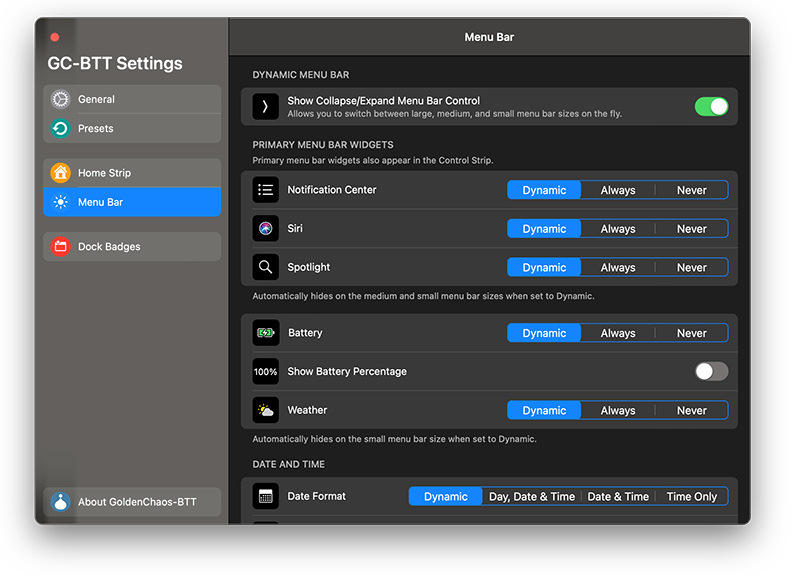 GC-BTT Settings
General
Presets
Home Strip
Menu Bar
Dock Badges
About GoldenChaos-BTT
Menu Bar
DYNAMIC MENU BAR
Show Collapse/Expand Menu Bar Control
Allows you to switch between large, medium, and small menu bar sizes on the fly.
PRIMARY MENU BAR WIDGETS
Primary menu bar widgets also appear in the Control Strip.
Notification Center Dynamic Always Never
Siri Dynamic Always Never
Spotlight Dynamic Always Never
Automatically hides on the medium and small menu bar sizes when set to Dynamic.
Battery Dynamic Always Never
100% Show Battery Percentage
Weather Dynamic Always Never
Automatically hides on the small menu bar size when set to Dynamic.
DATE AND TIME
Date Format Dynamic Day, Date & Time Date & Time Time Only